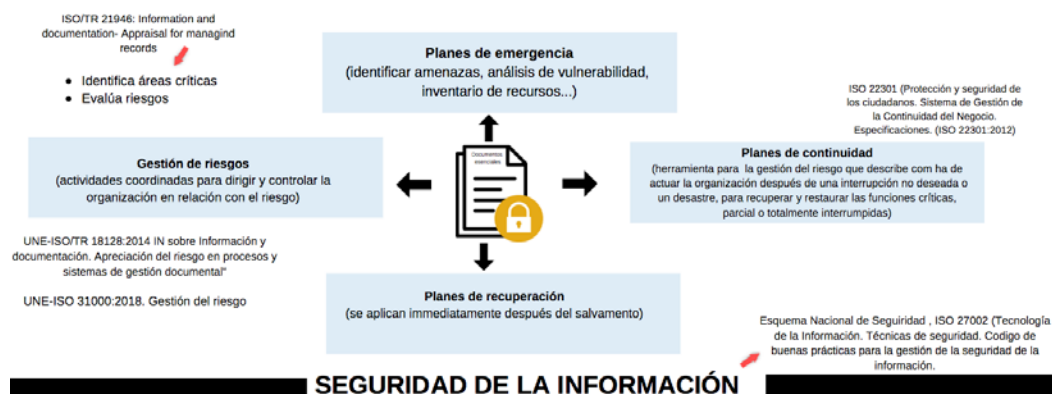 ISO/TR 21946: Information and
documentation- Appraisal for managind
records
• Identifica áreas críticas
• Evalúa riesgos
Planes de emergencia
(identificar amenazas, análisis de vulnerabilidad,
inventario de recursos...)
ISO 22301 (Protección y seguridad de
los ciudadanos. Sistema de Gestión de
la Continuidad del Negocio.
Especificaciones. (ISO 22301:2012)
Gestión de riesgos
(actividades coordinadas para dirigir y controlar la
organización en relación con el riesgo)
Documentos
esenciales
Planes de continuidad
(herramienta para la gestión del riesgo que describe com ha de
actuar la organización después de una interrupción no deseada o
un desastre, para recuperar y restaurar las funciones críticas,
parcial o totalmente interrumpidas)
UNE-ISO/TR 18128:2014 IN sobre Información y
documentación. Apreciación del riesgo en procesos y
sistemas de gestión documental"
UNE-ISO 31000:2018. Gestión del riesgo
Planes de recuperación
(se aplican immediatamente después del salvamento)
Esquema Nacional de Seguiridad , ISO 27002 (Tecnología
de la Información. Técnicas de seguridad. Codigo de
buenas prácticas para la gestión de la seguridad de la
información.
SEGURIDAD DE LA INFORMACIÓN